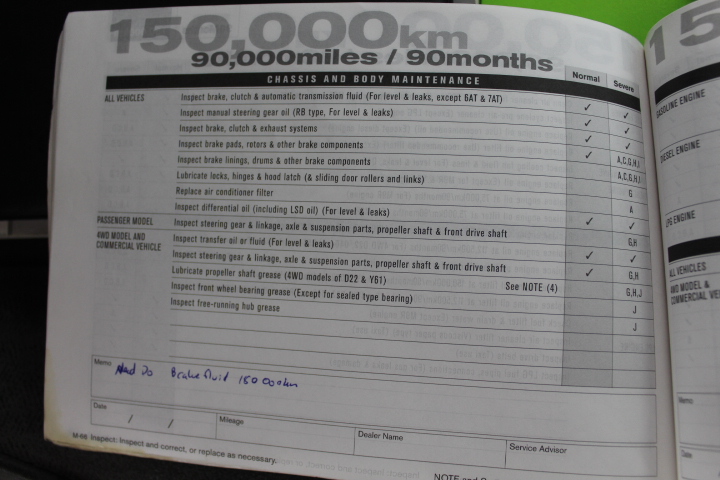 150,000km
90,000miles / 90months
CHASSIS AND BODY MAINTENANCE Normal Severe
ALL VEHICLES Inspect brake, clutch & automatic transmission fluid (For level & leaks, except 6AT & 7AT) ✓ ✓
Inspect manual steering gear oil (RB type, For level & leaks) ✓ ✓
Inspect brake, clutch & exhaust systems ✓ ✓
Inspect brake pads, rotors & other brake components ✓ A,C,G,H,I
Inspect brake linings, drums & other brake components A,C,G,H,I
Lubricate locks, hinges & hood latch (& sliding door rollers and links) G
Replace air conditioner filter A
Inspect differential oil (including LSD oil) (For level & leaks) ✓ ✓
PASSENGER MODEL Inspect steering gear & linkage, axle & suspension parts, propeller shaft & front drive shaft G,H
4WD MODEL AND COMMERCIAL VEHICLE Inspect transfer oil or fluid (For level & leaks) ✓ ✓
Inspect steering gear & linkage, axle & suspension parts, propeller shaft & front drive shaft ✓ G,H
Lubricate propeller shaft grease (4WD models of D22 & Y61) See NOTE (4) G,H,J
Inspect front wheel bearing grease (Except for sealed type bearing) J
Inspect free-running hub grease J
Memo
Brake fluid 150 000km
Date / / Mileage Dealer Name Service Advisor
M-66 Inspect: Inspect and correct, or replace as necessary.
NOTE and
15
GASOLINE ENGINE
DIESEL ENGINE
LPG ENGINE
ALL VEHICLES
4WD MODEL &
COMMERCIAL VE
Memo
Date